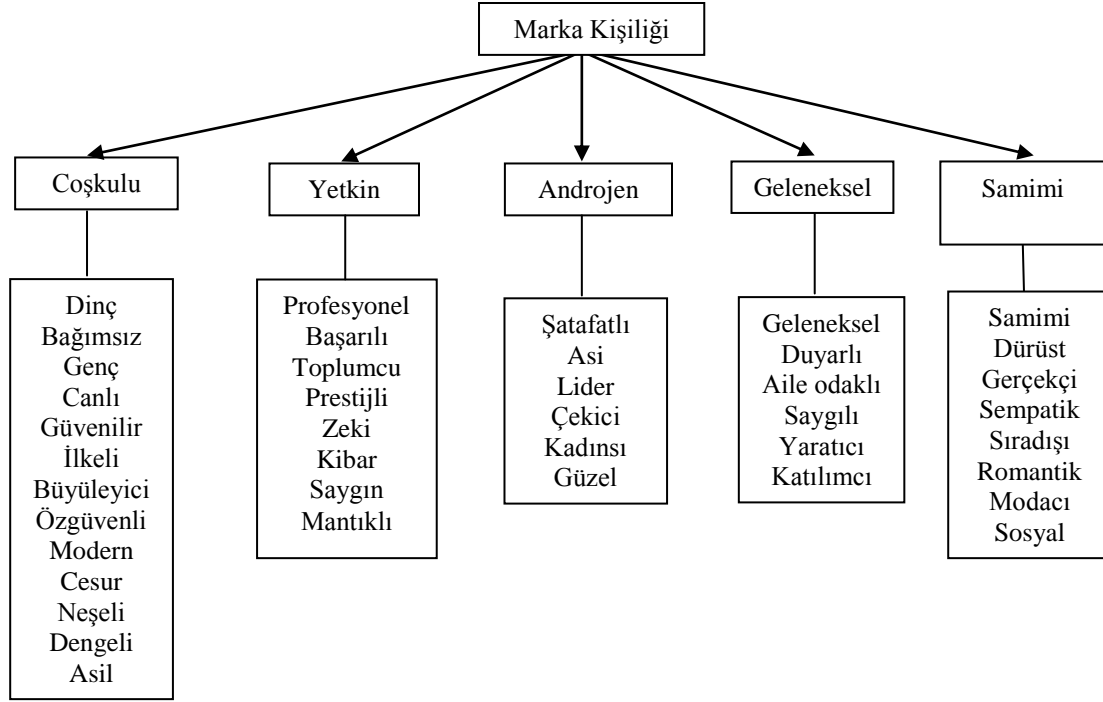 Marka Kişiliği
Coşkulu
Yetkin
Androjen
Geleneksel
Samimi
Dinç
Bağımsız
Genç
Canlı
Güvenilir
İlkeli
Büyüleyici
Özgüvenli
Modern
Cesur
Neşeli
Dengeli
Asil
Profesyonel
Başarılı
Toplumcu
Prestijli
Zeki
Kibar
Saygın
Mantıklı
Şatafatlı
Asi
Lider
Çekici
Kadınsı
Güzel
Geleneksel
Duyarlı
Aile odaklı
Saygılı
Yaratıcı
Katılımcı
Samimi
Dürüst
Gerçekçi
Sempatik
Sıradışı
Romantik
Modacı
Sosyal